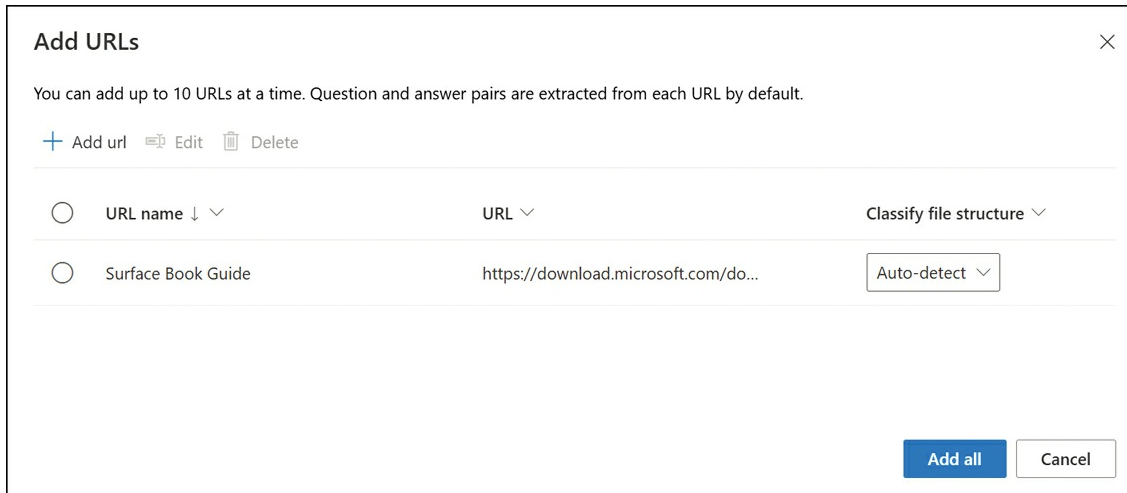 Add URLs
You can add up to 10 URLs at a time. Question and answer pairs are extracted from each URL by default.
Add url Edit Delete
URL name ↓ URL Classify file structure
Surface Book Guide https://download.microsoft.com/do... Auto-detect
Add all Cancel